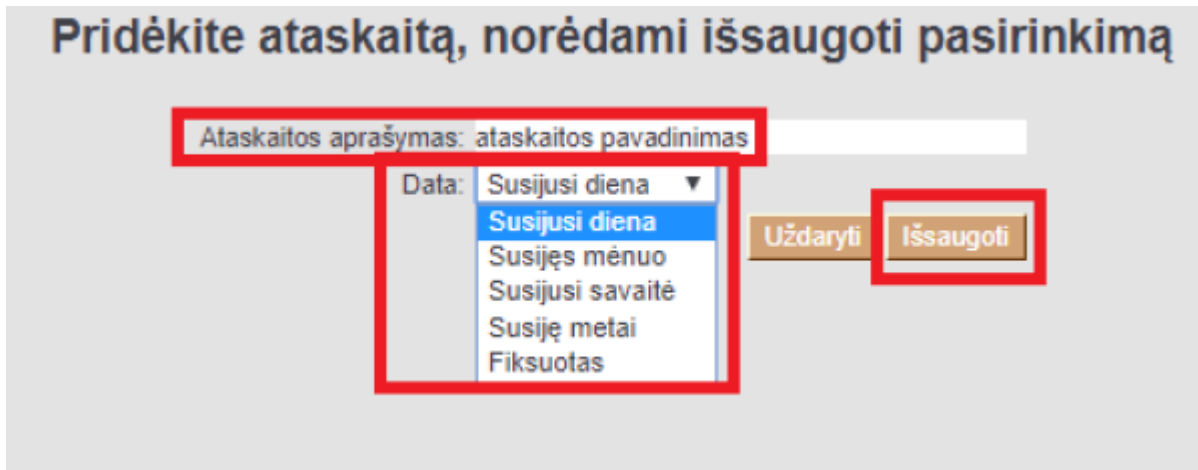 Pridėkite ataskaitą, norėdami išsaugoti pasirinkimą
Ataskaitos aprašymas: ataskaitos pavadinimas
Data: Susijusi diena ▼
Susijusi diena
Susijęs mėnuo
Susijusi savaitė
Susiję metai
Fiksuotas
Uždaryti Išsaugoti